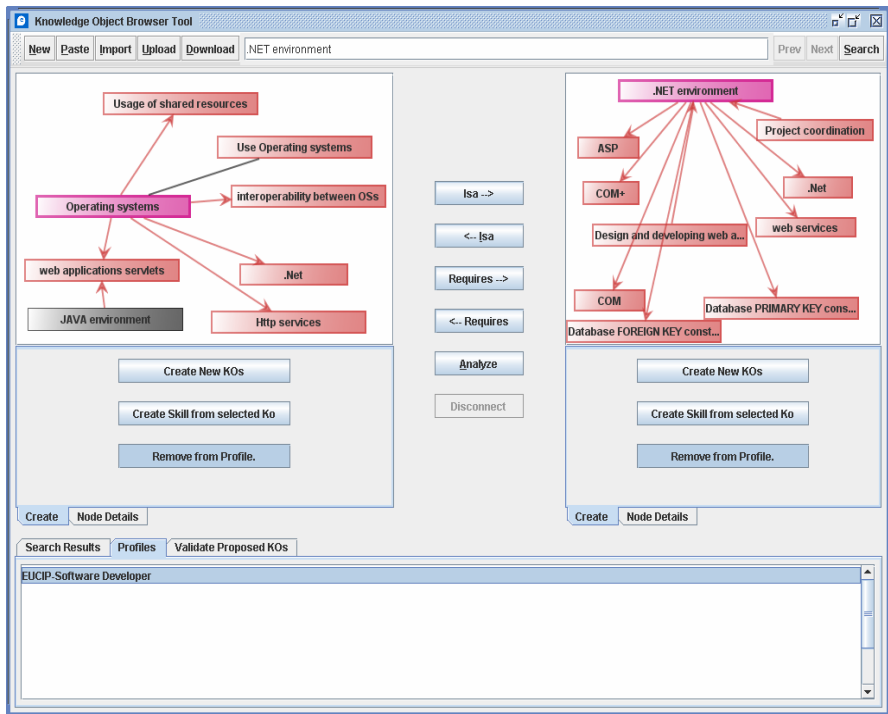 Knowledge Object Browser Tool
New Paste Import Upload Download .NET environment Prev Next Search
Usage of shared resources
Use Operating systems
interoperability between OSs
Operating systems
web applications servlets
.Net
JAVA environment
Http services
Isa -->
<-- Isa
Requires -->
<-- Requires
Analyze
Disconnect
.NET environment
Project coordination
ASP
.Net
COM+
web services
Design and developing web a...
COM
Database PRIMARY KEY cons...
Database FOREIGN KEY const...
Create New KOs
Create Skill from selected Ko
Remove from Profile.
Create Node Details
Create New KOs
Create Skill from selected Ko
Remove from Profile.
Create Node Details
Search Results Profiles Validate Proposed KOs
EUCIP-Software Developer